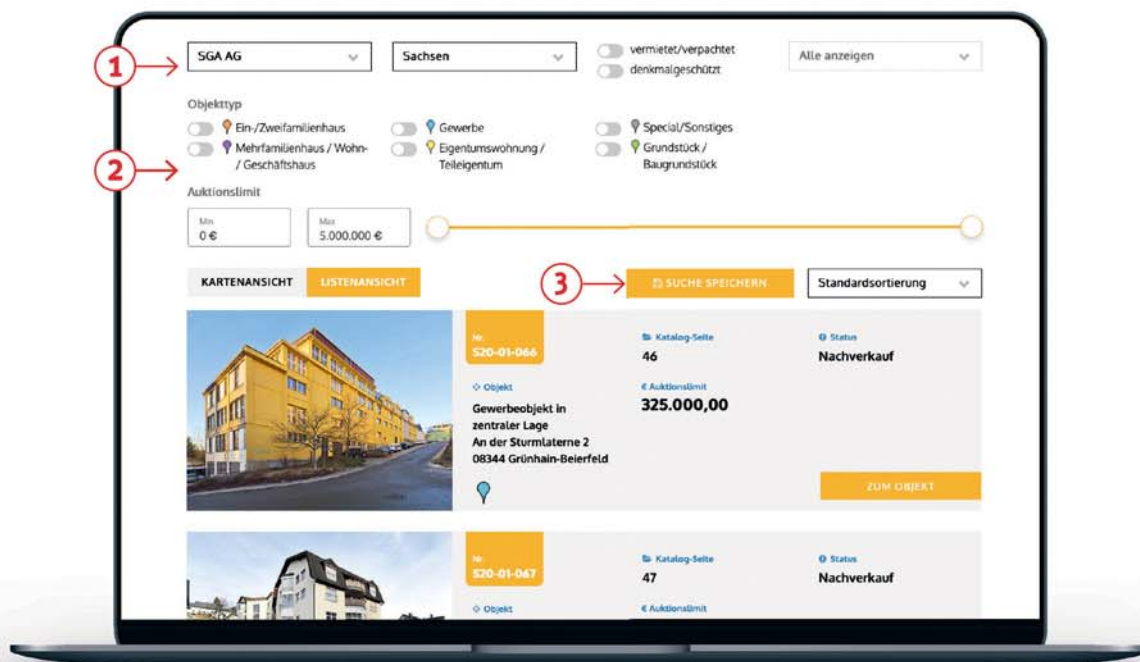 1
SGA AG
Sachsen
vermietet/verpachtet
denkmalgeschützt
Alle anzeigen
Objekttyp
Ein-/Zweifamilienhaus
Gewerbe
Special/Sonstiges
2
Mehrfamilienhaus / Wohn-
/ Geschäftshaus
Eigentumswohnung /
Teileigentum
Grundstück /
Baugrundstück
Auktionslimit
Min
0 €
Max
5.000.000 €
KARTENANSICHT
LISTENANSICHT
3
SUCHE SPEICHERN
Standardsortierung
Nr.
S20-01-066
Katalog-Seite
46
Status
Nachverkauf
Objekt
Gewerbeobjekt in
zentraler Lage
An der Sturmlaterne 2
08344 Grünhain-Beierfeld
€ Auktionslimit
325.000,00
ZUM OBJEKT
Nr.
S20-01-067
Katalog-Seite
47
Status
Nachverkauf
Objekt
€ Auktionslimit